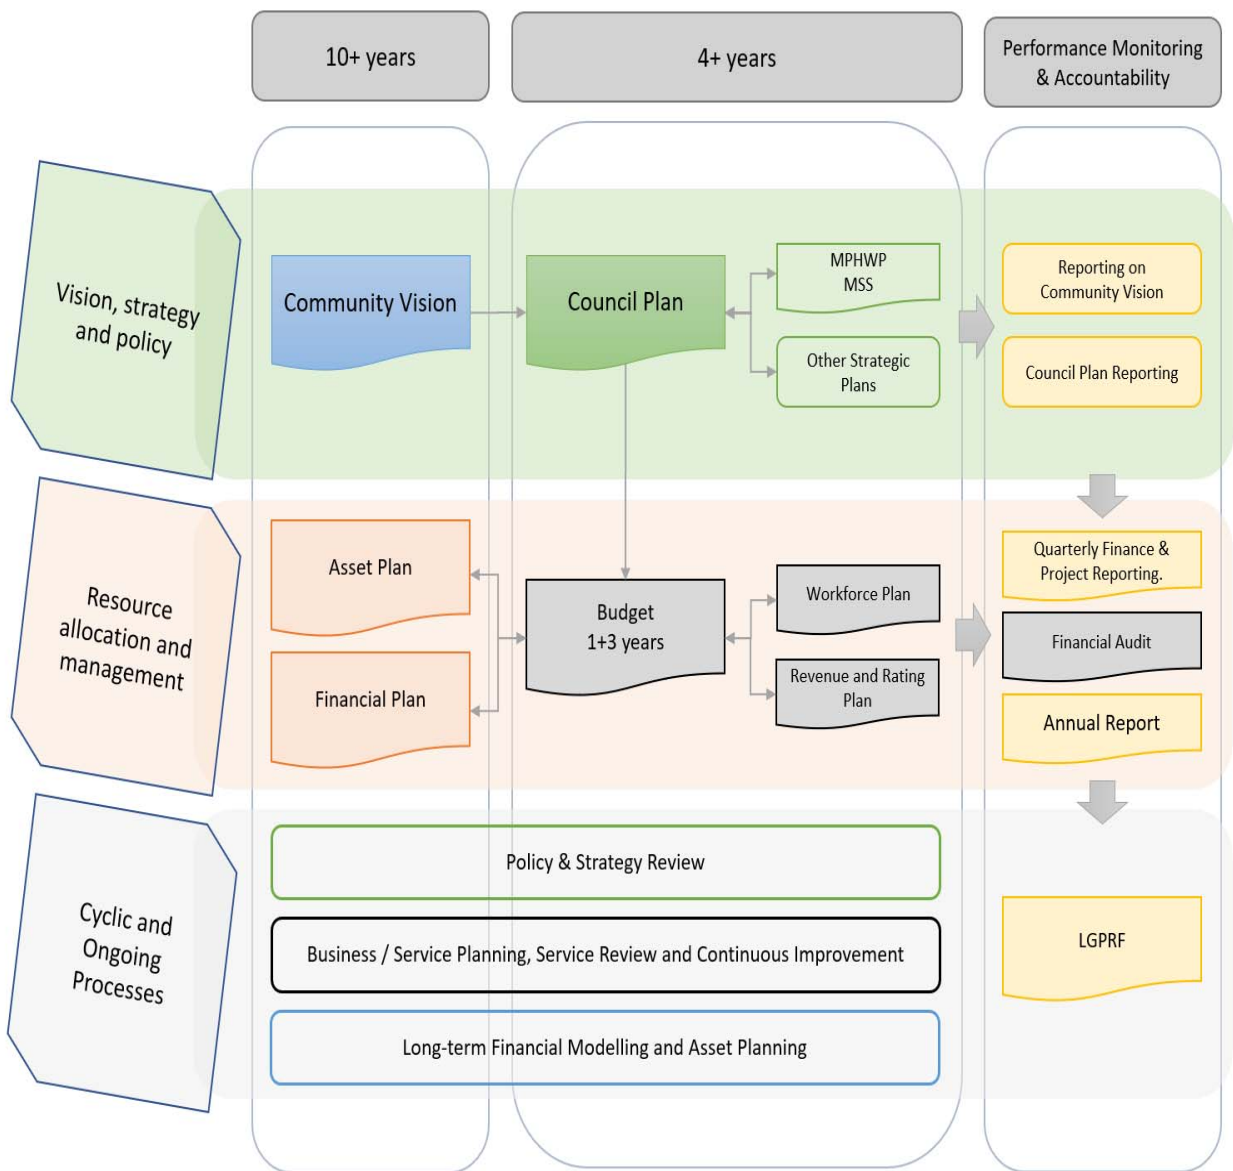 10+ years
4+ years
Performance Monitoring
& Accountability
Vision, strategy
and policy
Community Vision
Council Plan
MPHWP
MSS
Other Strategic
Plans
Reporting on
Community Vision
Council Plan Reporting
Resource
allocation and
management
Asset Plan
Financial Plan
Budget
1+3 years
Workforce Plan
Revenue and Rating
Plan
Quarterly Finance &
Project Reporting.
Financial Audit
Annual Report
Cyclic and
Ongoing
Processes
Policy & Strategy Review
Business / Service Planning, Service Review and Continuous Improvement
Long-term Financial Modelling and Asset Planning
LGPRF